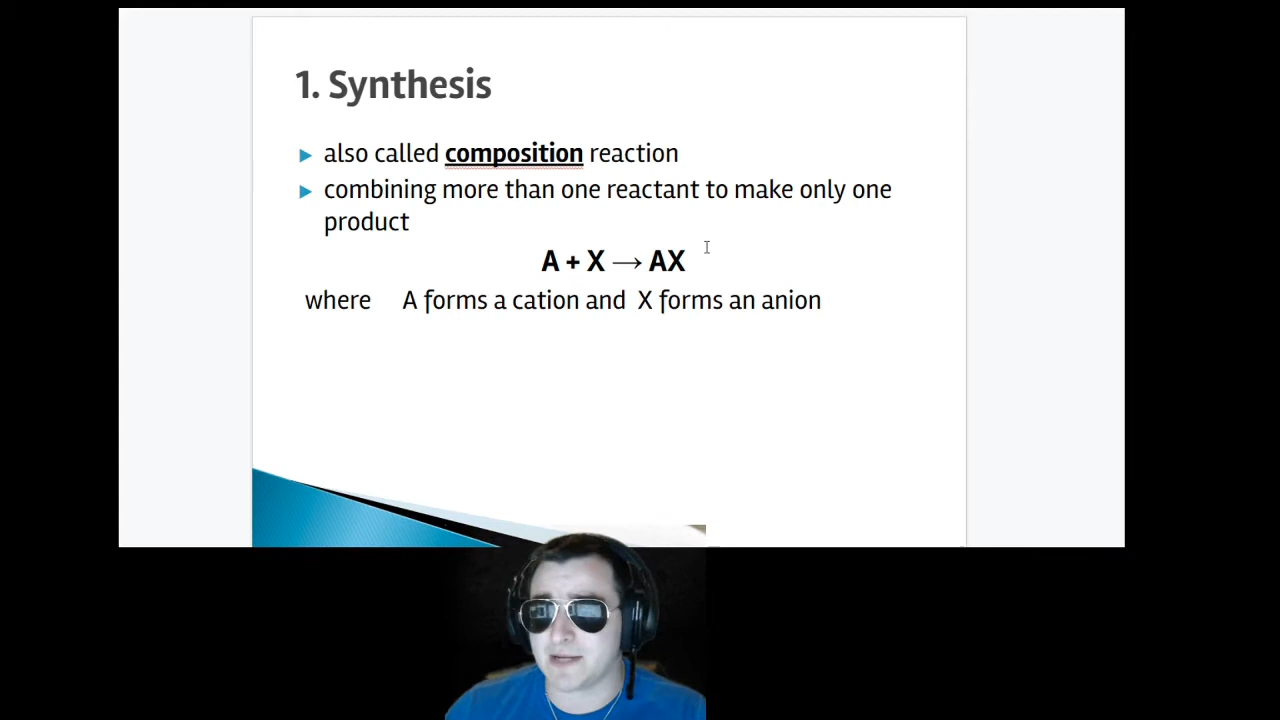 1. Synthesis
also called composition reaction
combining more than one reactant to make only one
product
A + X → AX
where A forms a cation and X forms an anion